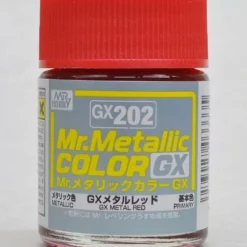 GX202
Mr.Metallic
COLOR GX
Mr.メタリックカラーGX
メタリック色
METALLIC
GXメタルレッド
GX METAL RED
基本色
PRIMARY